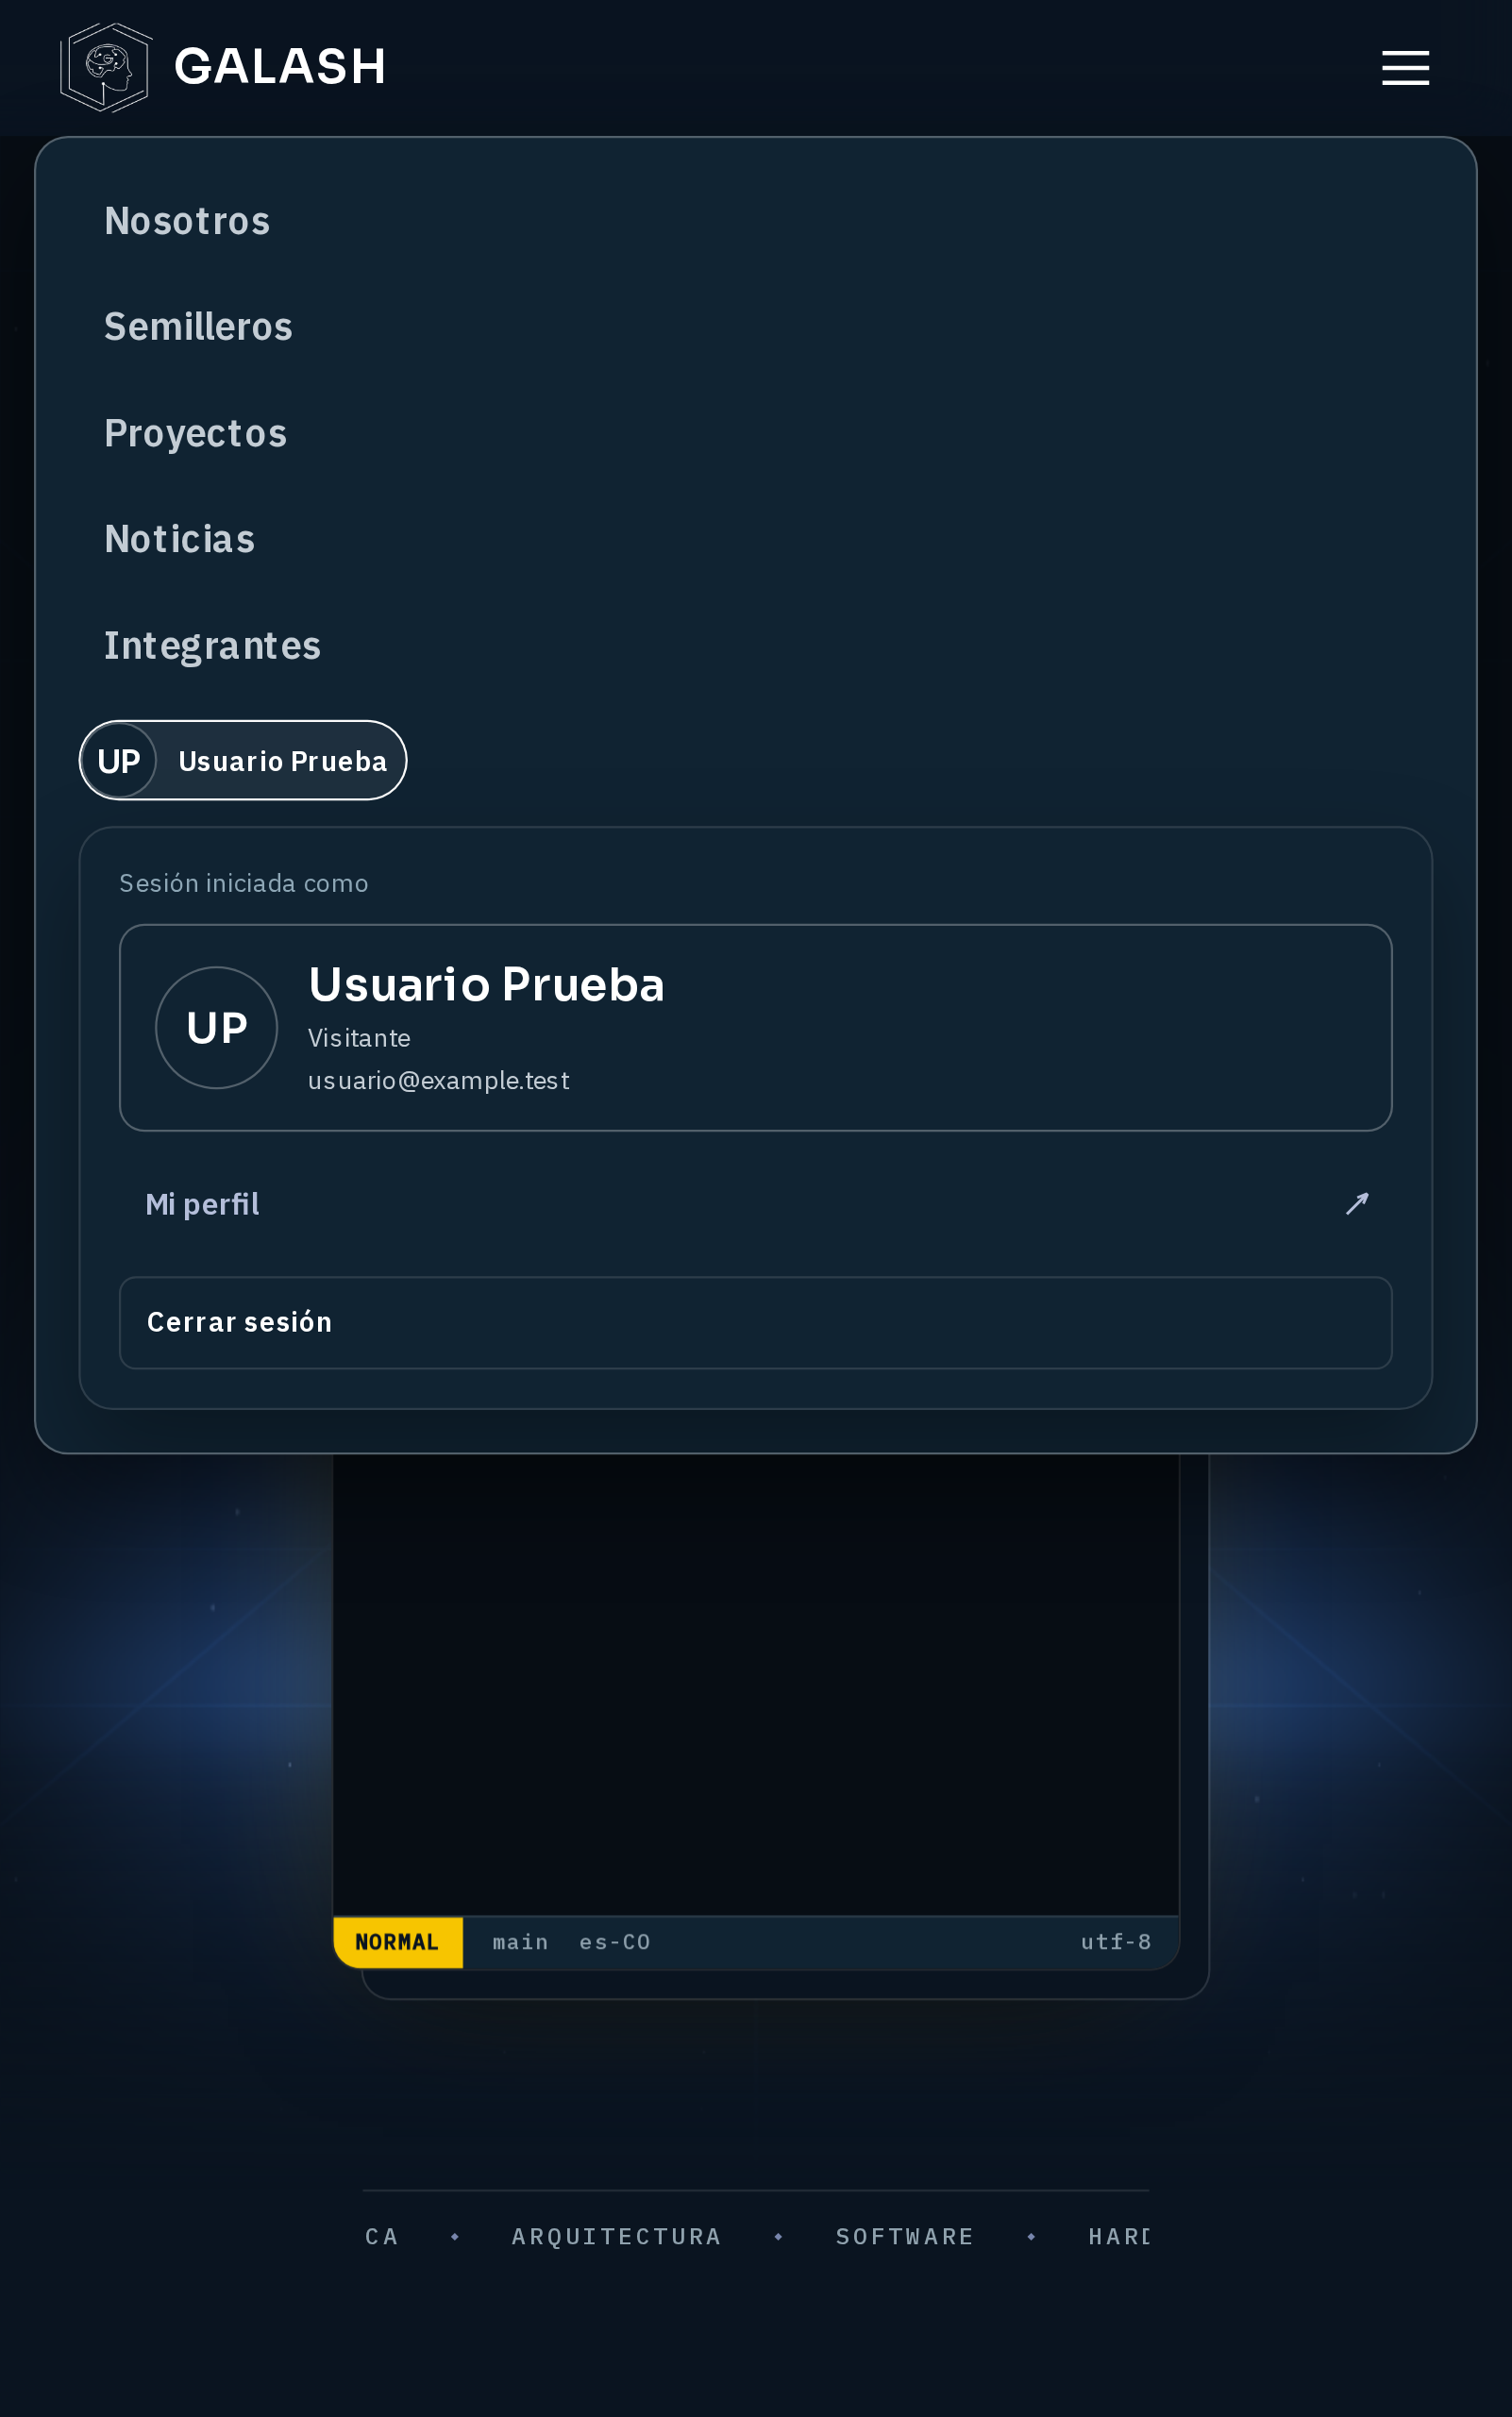 GALASH
Nosotros
Semilleros
Proyectos
Noticias
Integrantes
UP Usuario Prueba
Sesión iniciada como
UP
Usuario Prueba
Visitante
usuario@example.test
Mi perfil ↗
Cerrar sesión
NORMAL main es-CO utf-8
CA ◆ ARQUITECTURA ◆ SOFTWARE ◆ HARD